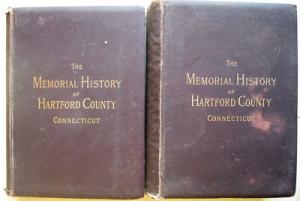 THE
MEMORIAL HISTORY
OF
HARTFORD COUNTY
CONNECTICUT
THE
MEMORIAL HISTORY
OF
HARTFORD COUNTY
CONNECTICUT